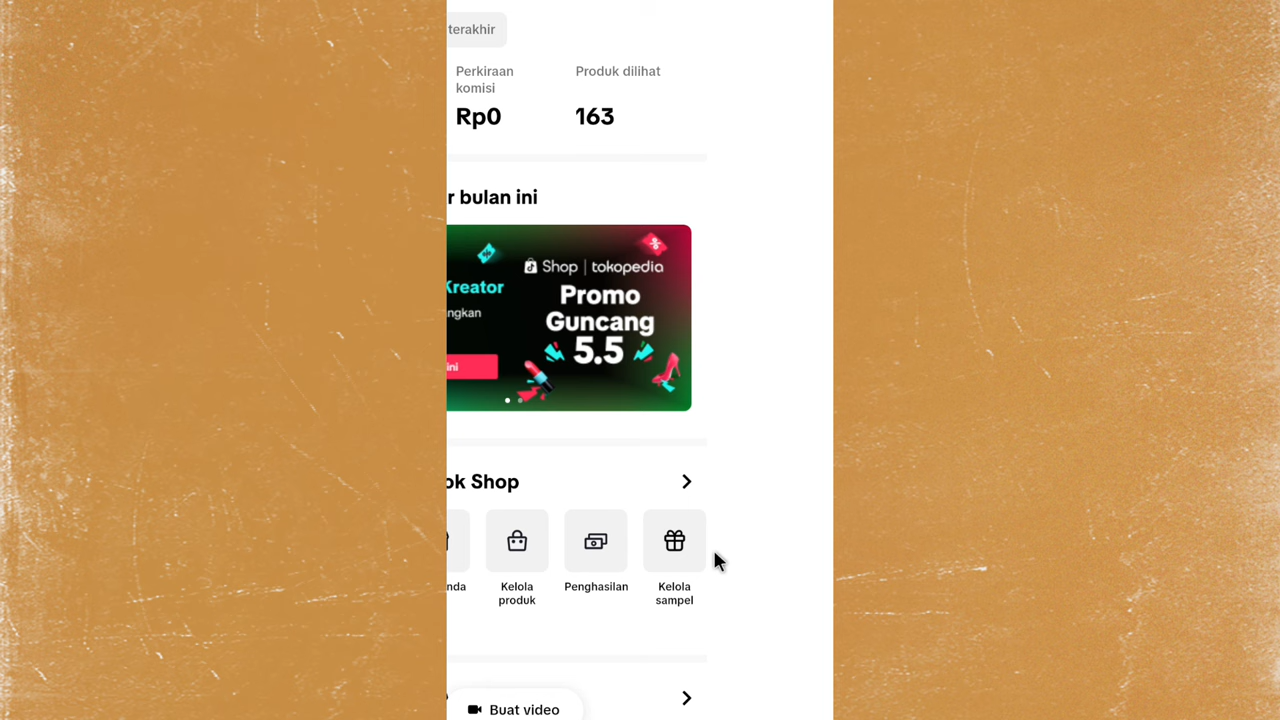 terakhir
Perkiraan
komisi
Produk dilihat
Rp0
163
r bulan ini
Shop | tokopedia
Kreator
ngkan
Promo
Guncang
5.5
ini
ok Shop
nda
Kelola
produk
Penghasilan
Kelola
sampel
Buat video